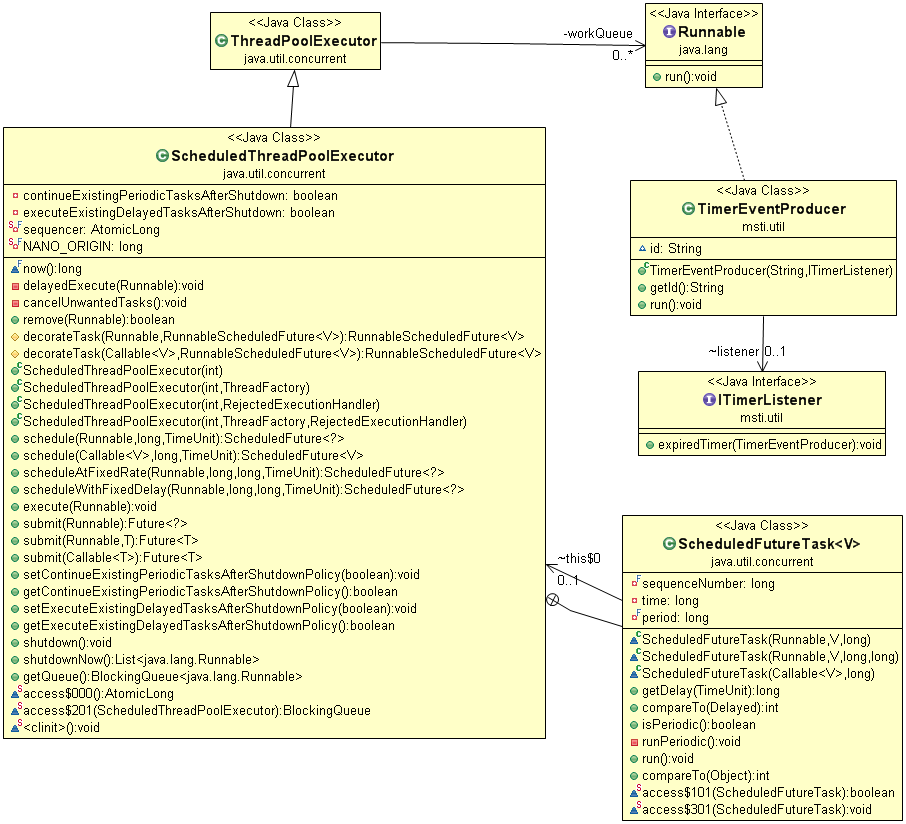 <<Java Class>>
ThreadPoolExecutor
java.util.concurrent
-workQueue
0..*
<<Java Interface>>
Runnable
java.lang
run():void
<<Java Class>>
ScheduledThreadPoolExecutor
java.util.concurrent
continueExistingPeriodicTasksAfterShutdown: boolean
executeExistingDelayedTasksAfterShutdown: boolean
sequencer: AtomicLong
NANO_ORIGIN: long
now():long
delayedExecute(Runnable):void
cancelUnwantedTasks():void
remove(Runnable):boolean
decorateTask(Runnable,RunnableScheduledFuture<V>):RunnableScheduledFuture<V>
decorateTask(Callable<V>,RunnableScheduledFuture<V>):RunnableScheduledFuture<V>
ScheduledThreadPoolExecutor(int)
ScheduledThreadPoolExecutor(int,ThreadFactory)
ScheduledThreadPoolExecutor(int,RejectedExecutionHandler)
ScheduledThreadPoolExecutor(int,ThreadFactory,RejectedExecutionHandler)
schedule(Runnable,long,TimeUnit):ScheduledFuture<?>
schedule(Callable<V>,long,TimeUnit):ScheduledFuture<V>
scheduleAtFixedRate(Runnable,long,long,TimeUnit):ScheduledFuture<?>
scheduleWithFixedDelay(Runnable,long,long,TimeUnit):ScheduledFuture<?>
execute(Runnable):void
submit(Runnable):Future<?>
submit(Runnable,T):Future<T>
submit(Callable<T>):Future<T>
setContinueExistingPeriodicTasksAfterShutdownPolicy(boolean):void
getContinueExistingPeriodicTasksAfterShutdownPolicy():boolean
setExecuteExistingDelayedTasksAfterShutdownPolicy(boolean):void
getExecuteExistingDelayedTasksAfterShutdownPolicy():boolean
shutdown():void
shutdownNow():List<java.lang.Runnable>
getQueue():BlockingQueue<java.lang.Runnable>
access$000():AtomicLong
access$201(ScheduledThreadPoolExecutor):BlockingQueue
<clinit>():void
<<Java Class>>
TimerEventProducer
msti.util
id: String
TimerEventProducer(String,ITimerListener)
getId():String
run():void
~listener 0..1
<<Java Interface>>
ITimerListener
msti.util
expiredTimer(TimerEventProducer):void
~this$0
0..1
<<Java Class>>
ScheduledFutureTask<V>
java.util.concurrent
sequenceNumber: long
time: long
period: long
ScheduledFutureTask(Runnable,V,long)
ScheduledFutureTask(Runnable,V,long,long)
ScheduledFutureTask(Callable<V>,long)
getDelay(TimeUnit):long
compareTo(Delayed):int
isPeriodic():boolean
runPeriodic():void
run():void
compareTo(Object):int
access$101(ScheduledFutureTask):boolean
access$301(ScheduledFutureTask):void